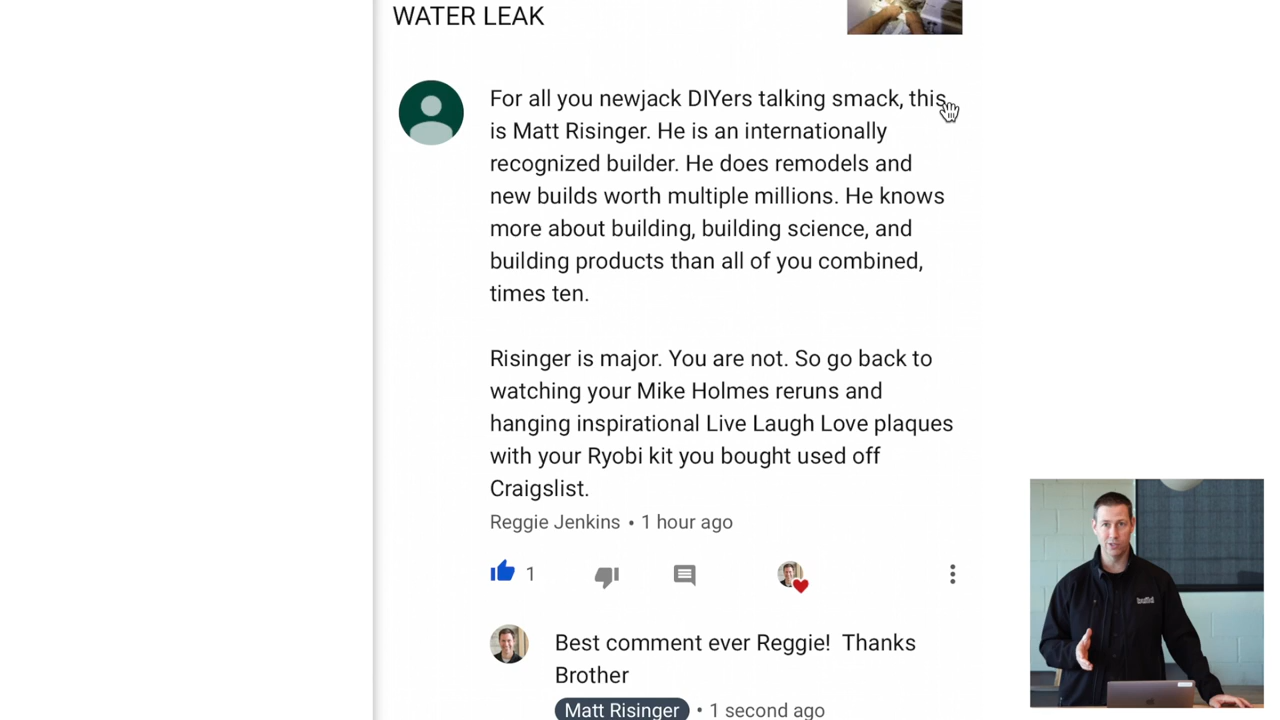 WATER LEAK
For all you newjack DIYers talking smack, this
is Matt Risinger. He is an internationally
recognized builder. He does remodels and
new builds worth multiple millions. He knows
more about building, building science, and
building products than all of you combined,
times ten.
Risinger is major. You are not. So go back to
watching your Mike Holmes reruns and
hanging inspirational Live Laugh Love plaques
with your Ryobi kit you bought used off
Craigslist.
Reggie Jenkins • 1 hour ago
1
Best comment ever Reggie!  Thanks
Brother
Matt Risinger • 1 second ago
build